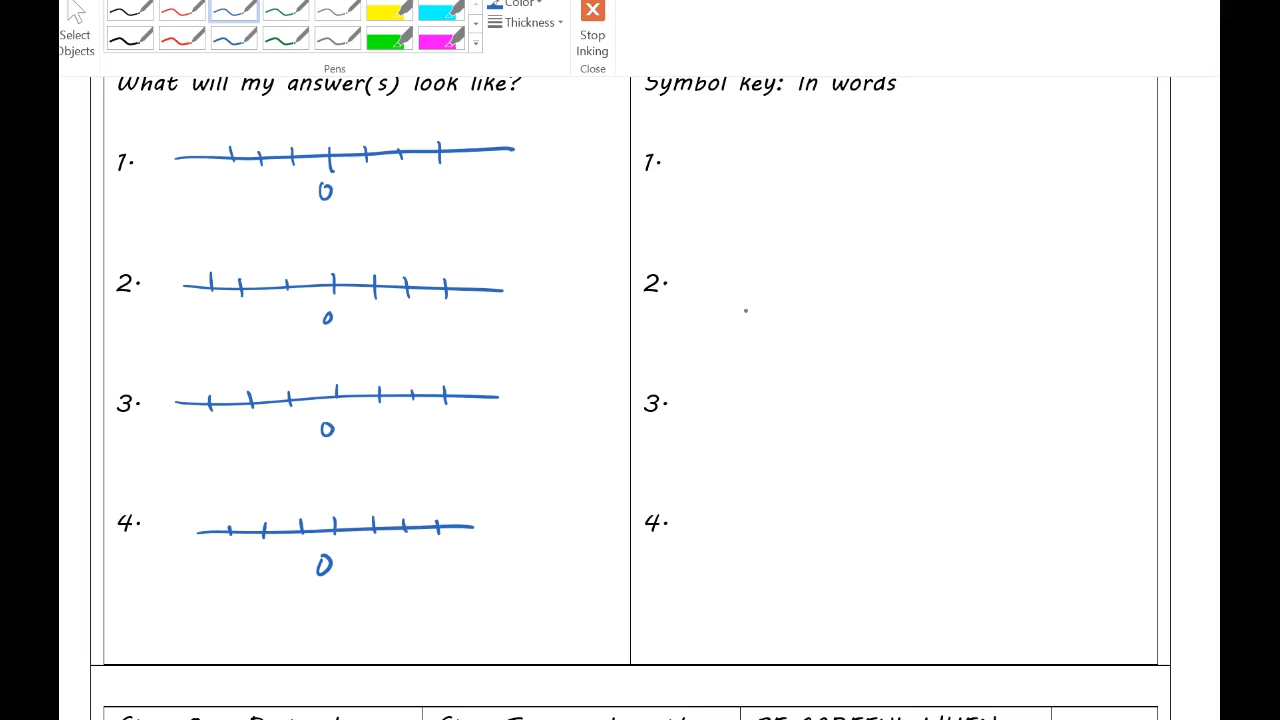 Color
Thickness
Select
Objects
Stop
Inking
Pens
Close
What will my answer(s) look like?
Symbol key: In words
1.
0
1.
2.
0
2.
3.
0
3.
4.
0
4.